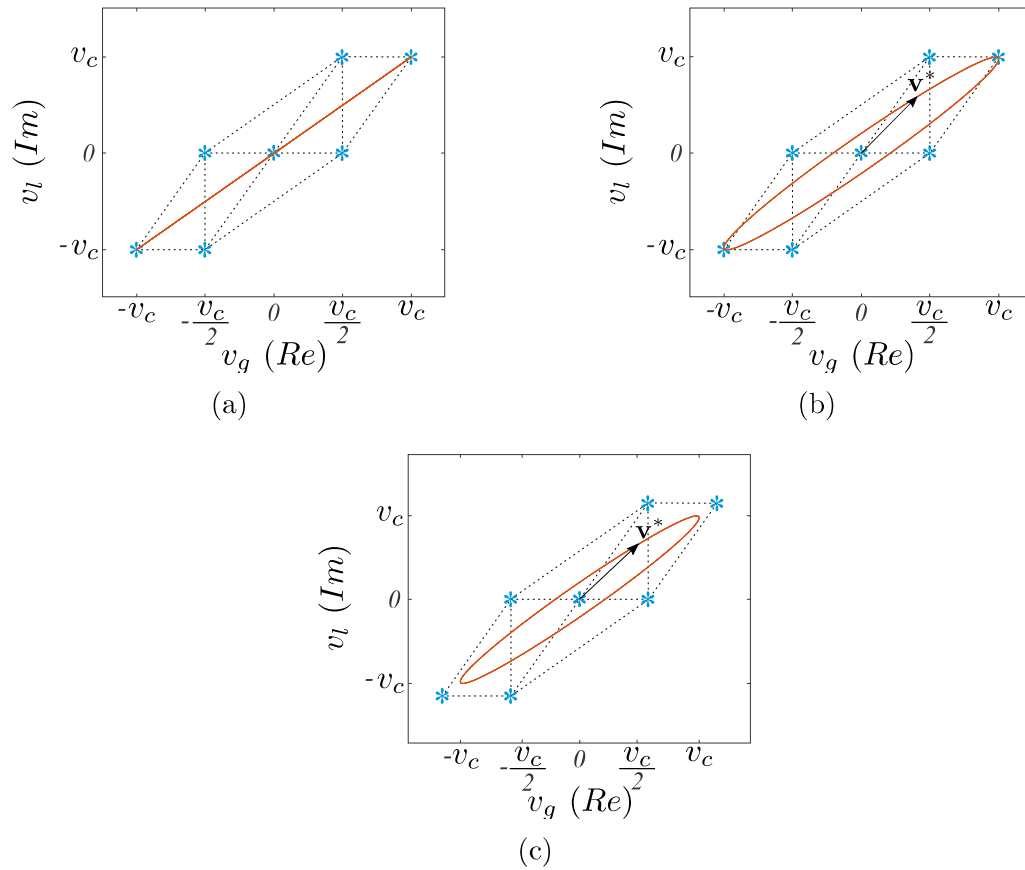 v_c
v_l (Im)
0
-v_c
-v_c -v_c/2 0 v_c/2 v_c
v_g (Re)
(a)
v_c
v*
v_l (Im)
0
-v_c
-v_c -v_c/2 0 v_c/2 v_c
v_g (Re)
(b)
v_c
v*
v_l (Im)
0
-v_c
-v_c -v_c/2 0 v_c/2 v_c
v_g (Re)
(c)